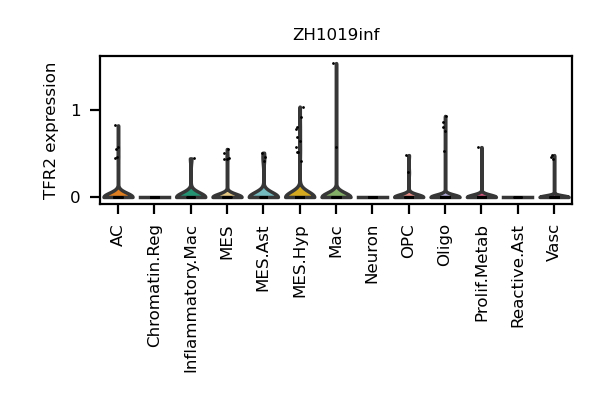 ZH1019inf
TFR2 expression
1
0
AC
Chromatin.Reg
Inflammatory.Mac
MES
MES.Ast
MES.Hyp
Mac
Neuron
OPC
Oligo
Prolif.Metab
Reactive.Ast
Vasc